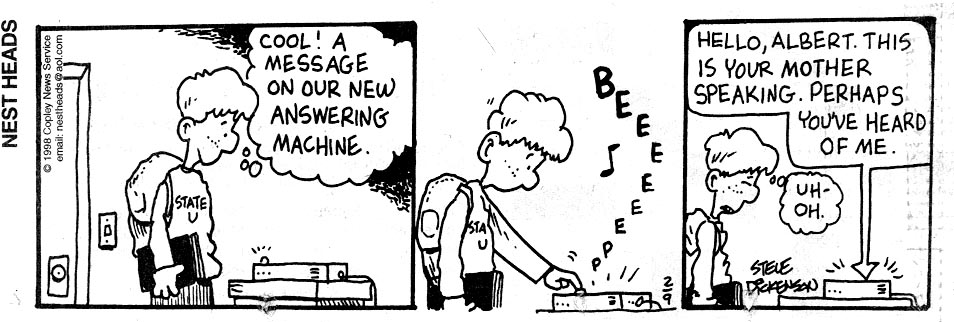 NEST HEADS
© 1998 Copley News Service
email: nestheads@aol.com
COOL! A
MESSAGE
ON OUR NEW
ANSWERING
MACHINE.
STATE
U
BEEEEEEEPP
STA
U
2/9
HELLO, ALBERT. THIS
IS YOUR MOTHER
SPEAKING. PERHAPS
YOU'VE HEARD
OF ME.
UH-
OH.
STEVE
DICKENSON